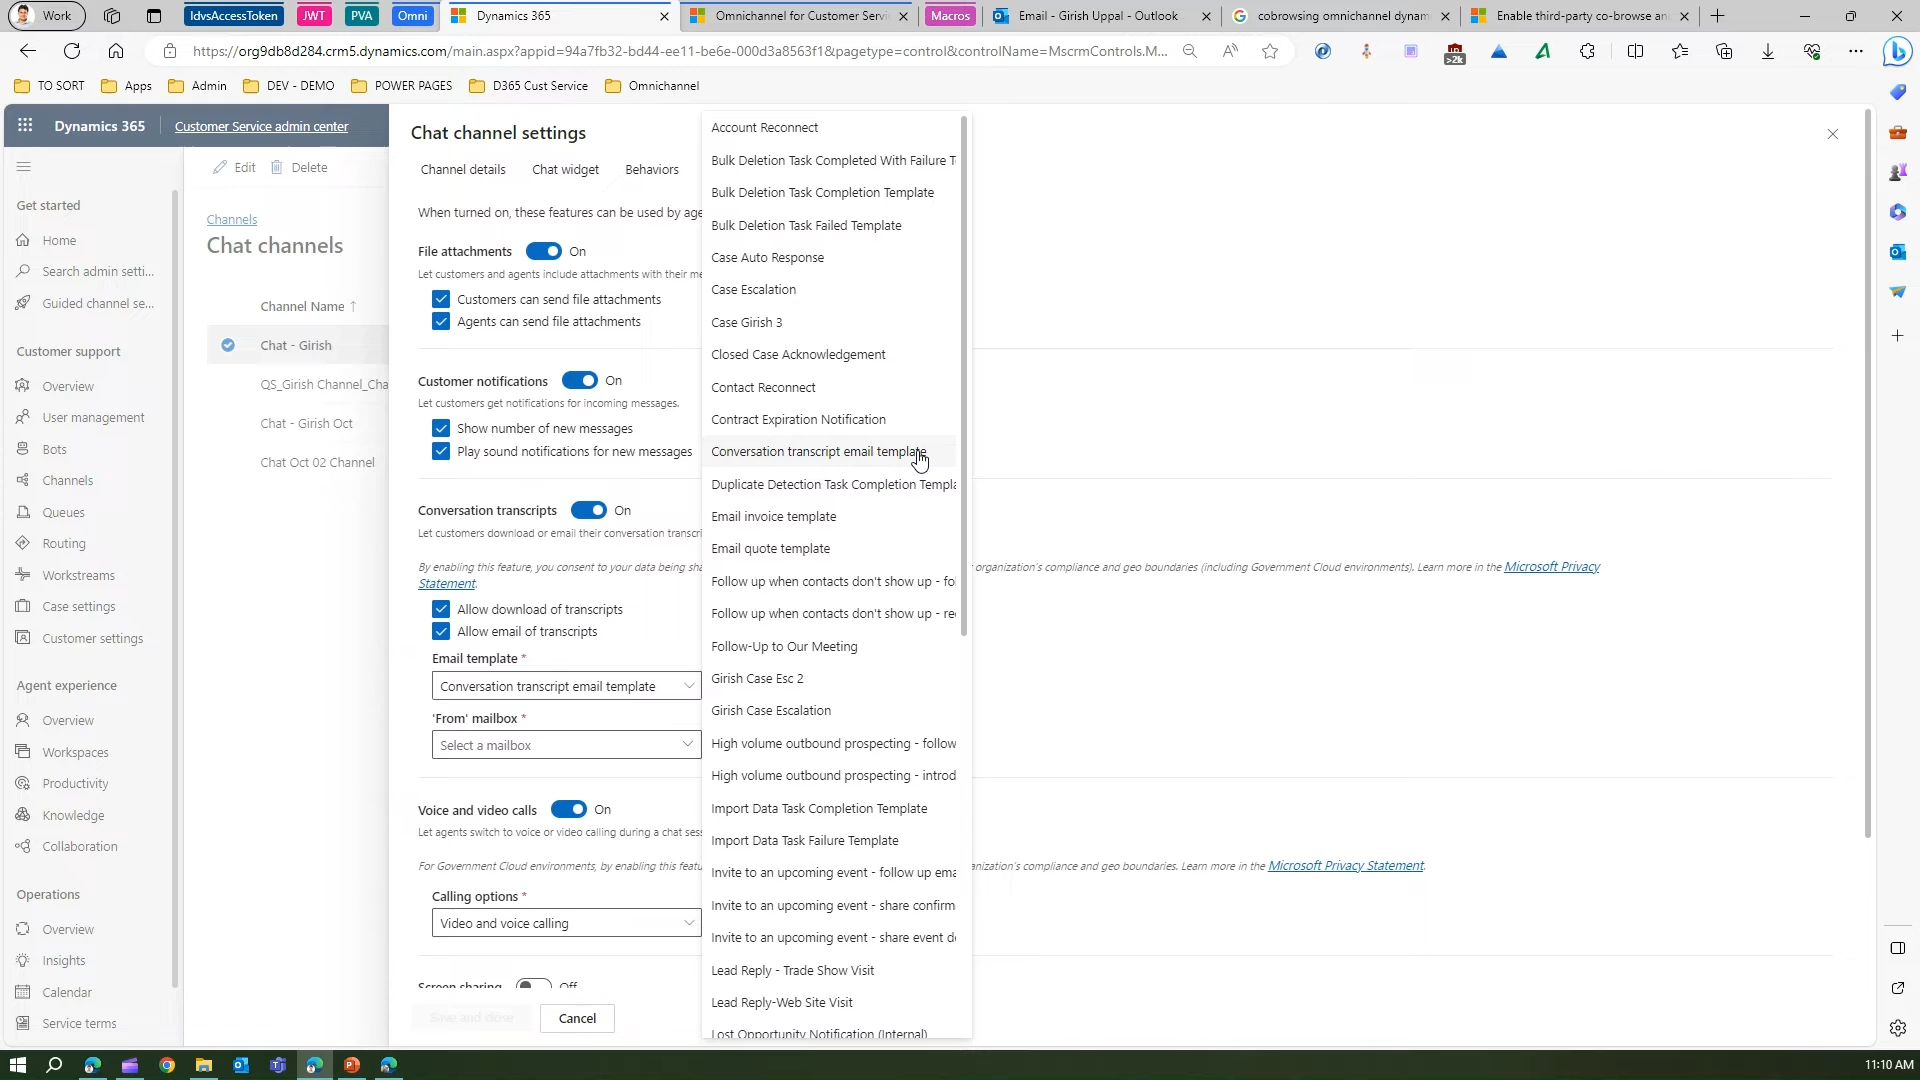 Work
IdvsAccessToken
JWT
PVA
Omni
Dynamics 365
Omnichannel for Customer Servi
Macros
Email - Girish Uppal - Outlook
cobrowsing omnichannel dynam
Enable third-party co-browse an
https://org9db8d284.crm5.dynamics.com/main.aspx?appid=94a7fb32-bd44-ee11-be6e-000d3a8563f1&pagetype=control&controlName=MscrmControls.M...
>2k
TO SORT
Apps
Admin
DEV - DEMO
POWER PAGES
D365 Cust Service
Omnichannel
Dynamics 365
Customer Service admin center
Get started
Home
Search admin setti...
Guided channel se...
Customer support
Overview
User management
Bots
Channels
Queues
Routing
Workstreams
Case settings
Customer settings
Agent experience
Overview
Workspaces
Productivity
Knowledge
Collaboration
Operations
Overview
Insights
Calendar
Service terms
Edit
Delete
Channels
Chat channels
Channel Name ↑
Chat - Girish
QS_Girish Channel_Cha
Chat - Girish Oct
Chat Oct 02 Channel
Chat channel settings
Channel details
Chat widget
Behaviors
When turned on, these features can be used by age
File attachments
On
Let customers and agents include attachments with their me
Customers can send file attachments
Agents can send file attachments
Customer notifications
On
Let customers get notifications for incoming messages.
Show number of new messages
Play sound notifications for new messages
Conversation transcripts
On
Let customers download or email their conversation transcri
By enabling this feature, you consent to your data being sha
organization's compliance and geo boundaries (including Government Cloud environments). Learn more in the Microsoft Privacy
Statement.
Allow download of transcripts
Allow email of transcripts
Email template *
Conversation transcript email template
'From' mailbox *
Select a mailbox
Voice and video calls
On
Let agents switch to voice or video calling during a chat sess
For Government Cloud environments, by enabling this featu
anization's compliance and geo boundaries. Learn more in the Microsoft Privacy Statement.
Calling options *
Video and voice calling
Screen sharing
Off
Save and close
Cancel
Account Reconnect
Bulk Deletion Task Completed With Failure T
Bulk Deletion Task Completion Template
Bulk Deletion Task Failed Template
Case Auto Response
Case Escalation
Case Girish 3
Closed Case Acknowledgement
Contact Reconnect
Contract Expiration Notification
Conversation transcript email template
Duplicate Detection Task Completion Templa
Email invoice template
Email quote template
Follow up when contacts don't show up - fo
Follow up when contacts don't show up - re
Follow-Up to Our Meeting
Girish Case Esc 2
Girish Case Escalation
High volume outbound prospecting - follow
High volume outbound prospecting - introd
Import Data Task Completion Template
Import Data Task Failure Template
Invite to an upcoming event - follow up ema
Invite to an upcoming event - share confirm
Invite to an upcoming event - share event de
Lead Reply - Trade Show Visit
Lead Reply-Web Site Visit
Lost Opportunity Notification (Internal)
11:10 AM